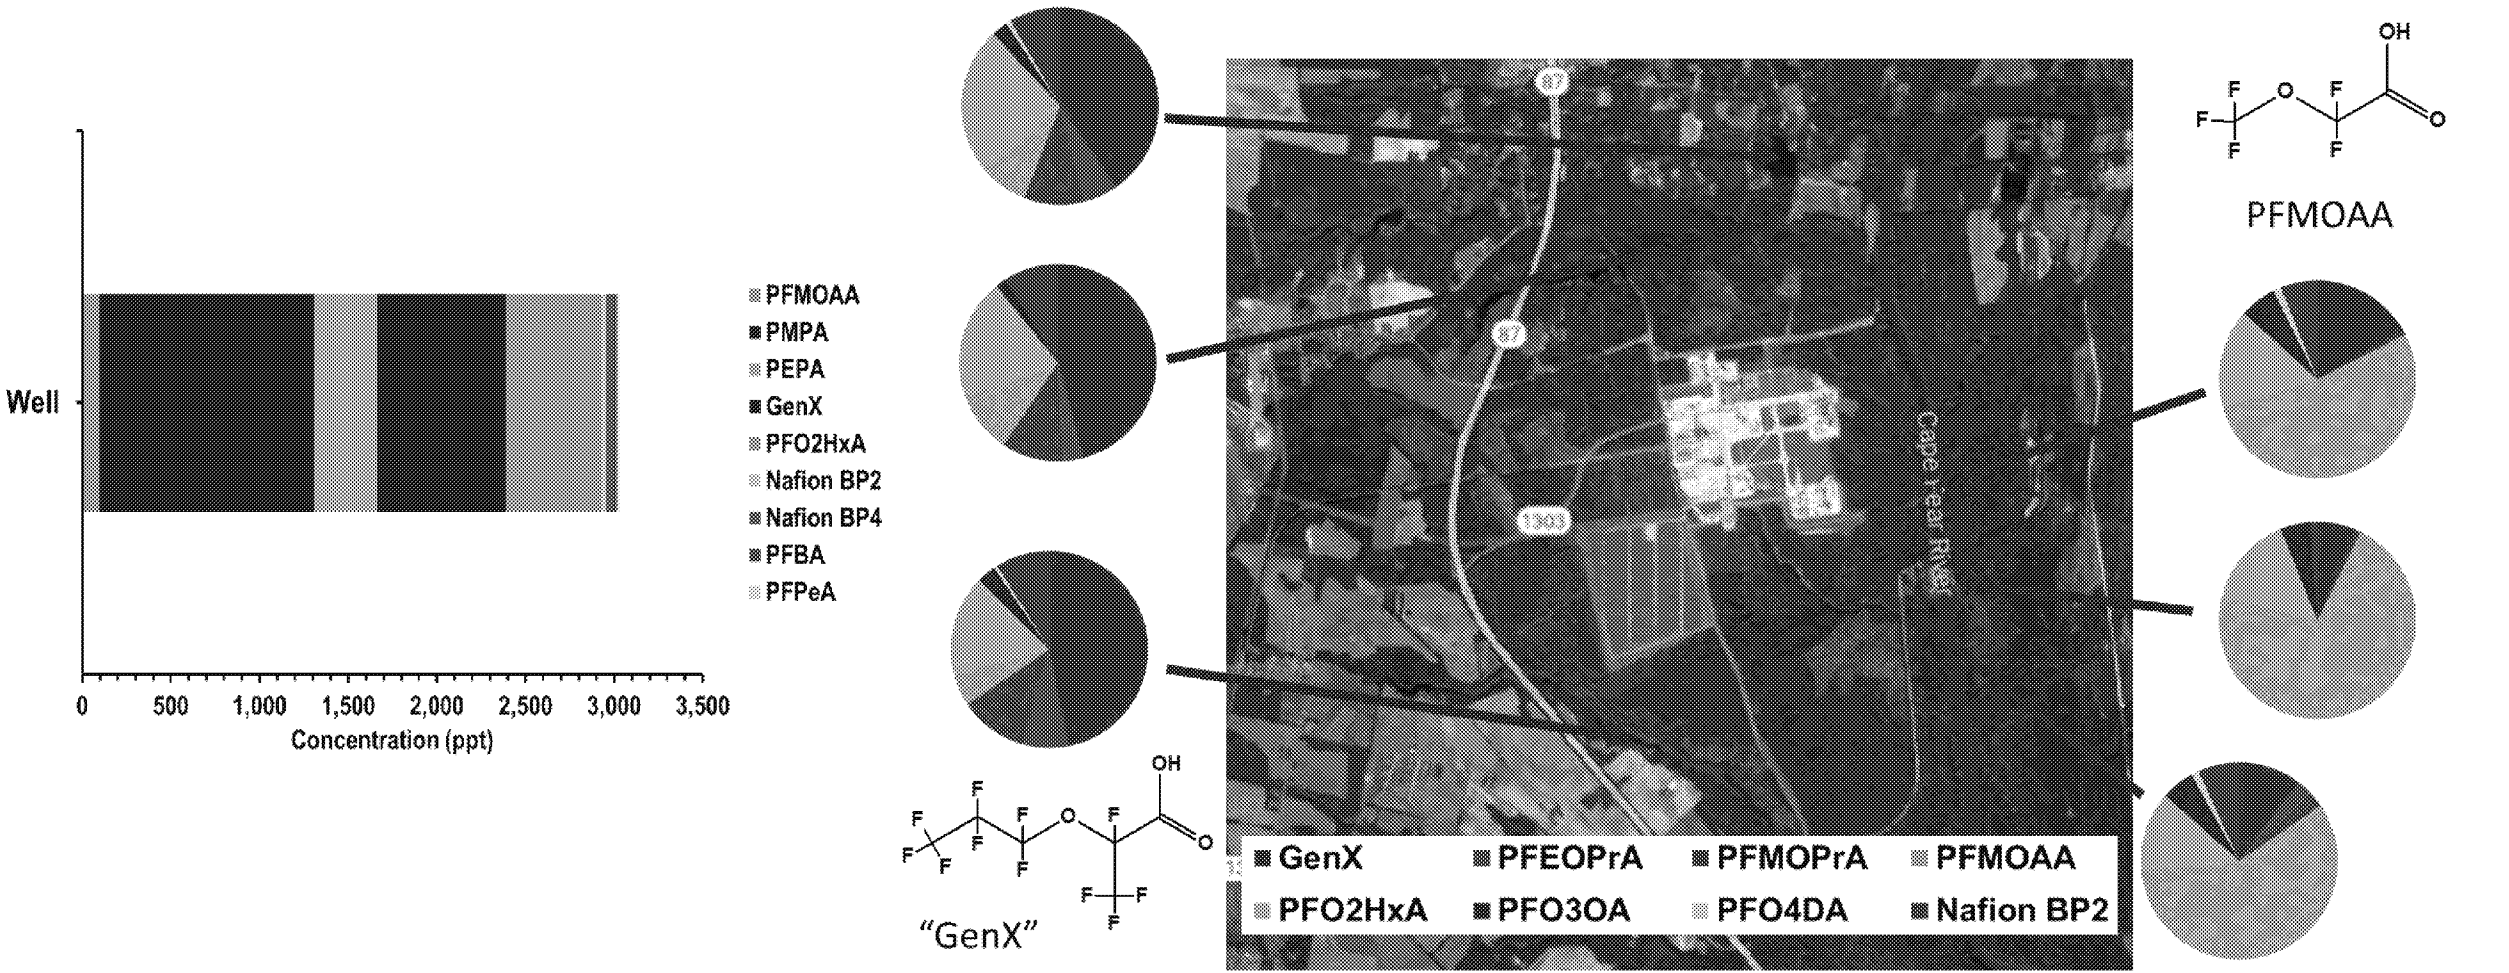 Well
0 500 1,000 1,500 2,000 2,500 3,000 3,500
Concentration (ppt)
PFMOAA
PMPA
PEPA
GenX
PFO2HxA
Nafion BP2
Nafion BP4
PFBA
PFPeA
OH
F O F
F O
F F
PFMOAA
87
87
1303
Cape Fear River
OH
F
F F O F O
F F F F
F F
F
“GenX”
GenX PFEOPrA PFMOPrA PFMOAA
PFO2HxA PFO3OA PFO4DA Nafion BP2